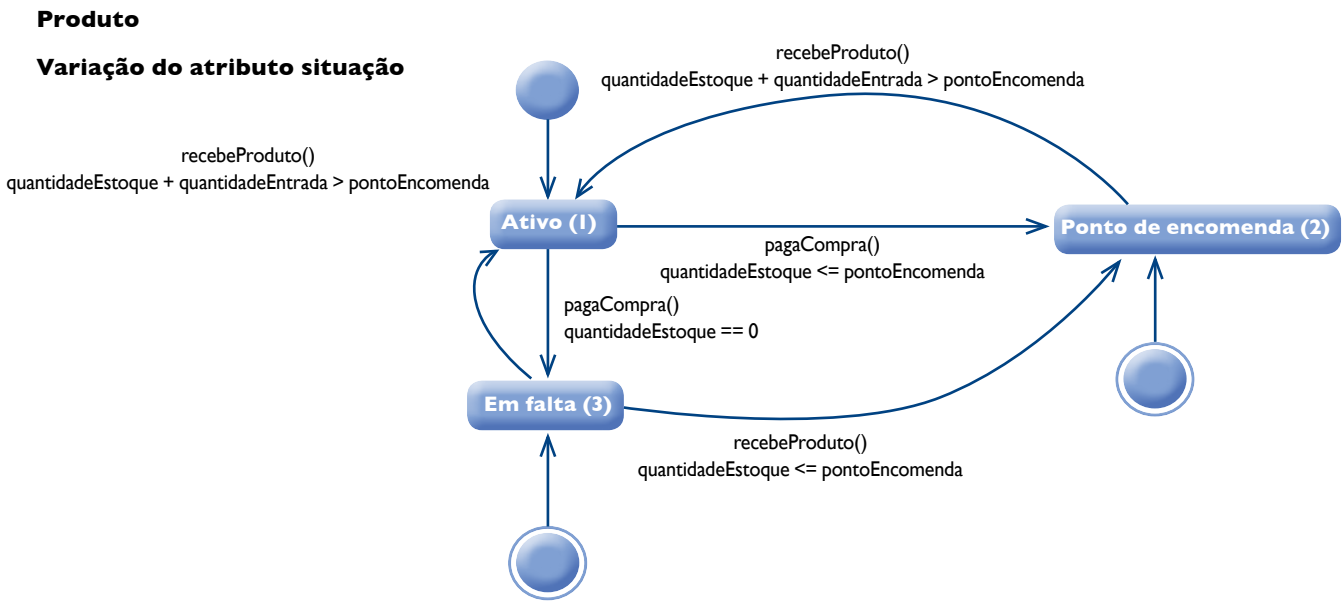 Produto
Variação do atributo situação
recebeProduto()
quantidadeEstoque + quantidadeEntrada > pontoEncomenda
recebeProduto()
quantidadeEstoque + quantidadeEntrada > pontoEncomenda
Ativo (1)
Ponto de encomenda (2)
pagaCompra()
quantidadeEstoque <= pontoEncomenda
pagaCompra()
quantidadeEstoque == 0
Em falta (3)
recebeProduto()
quantidadeEstoque <= pontoEncomenda